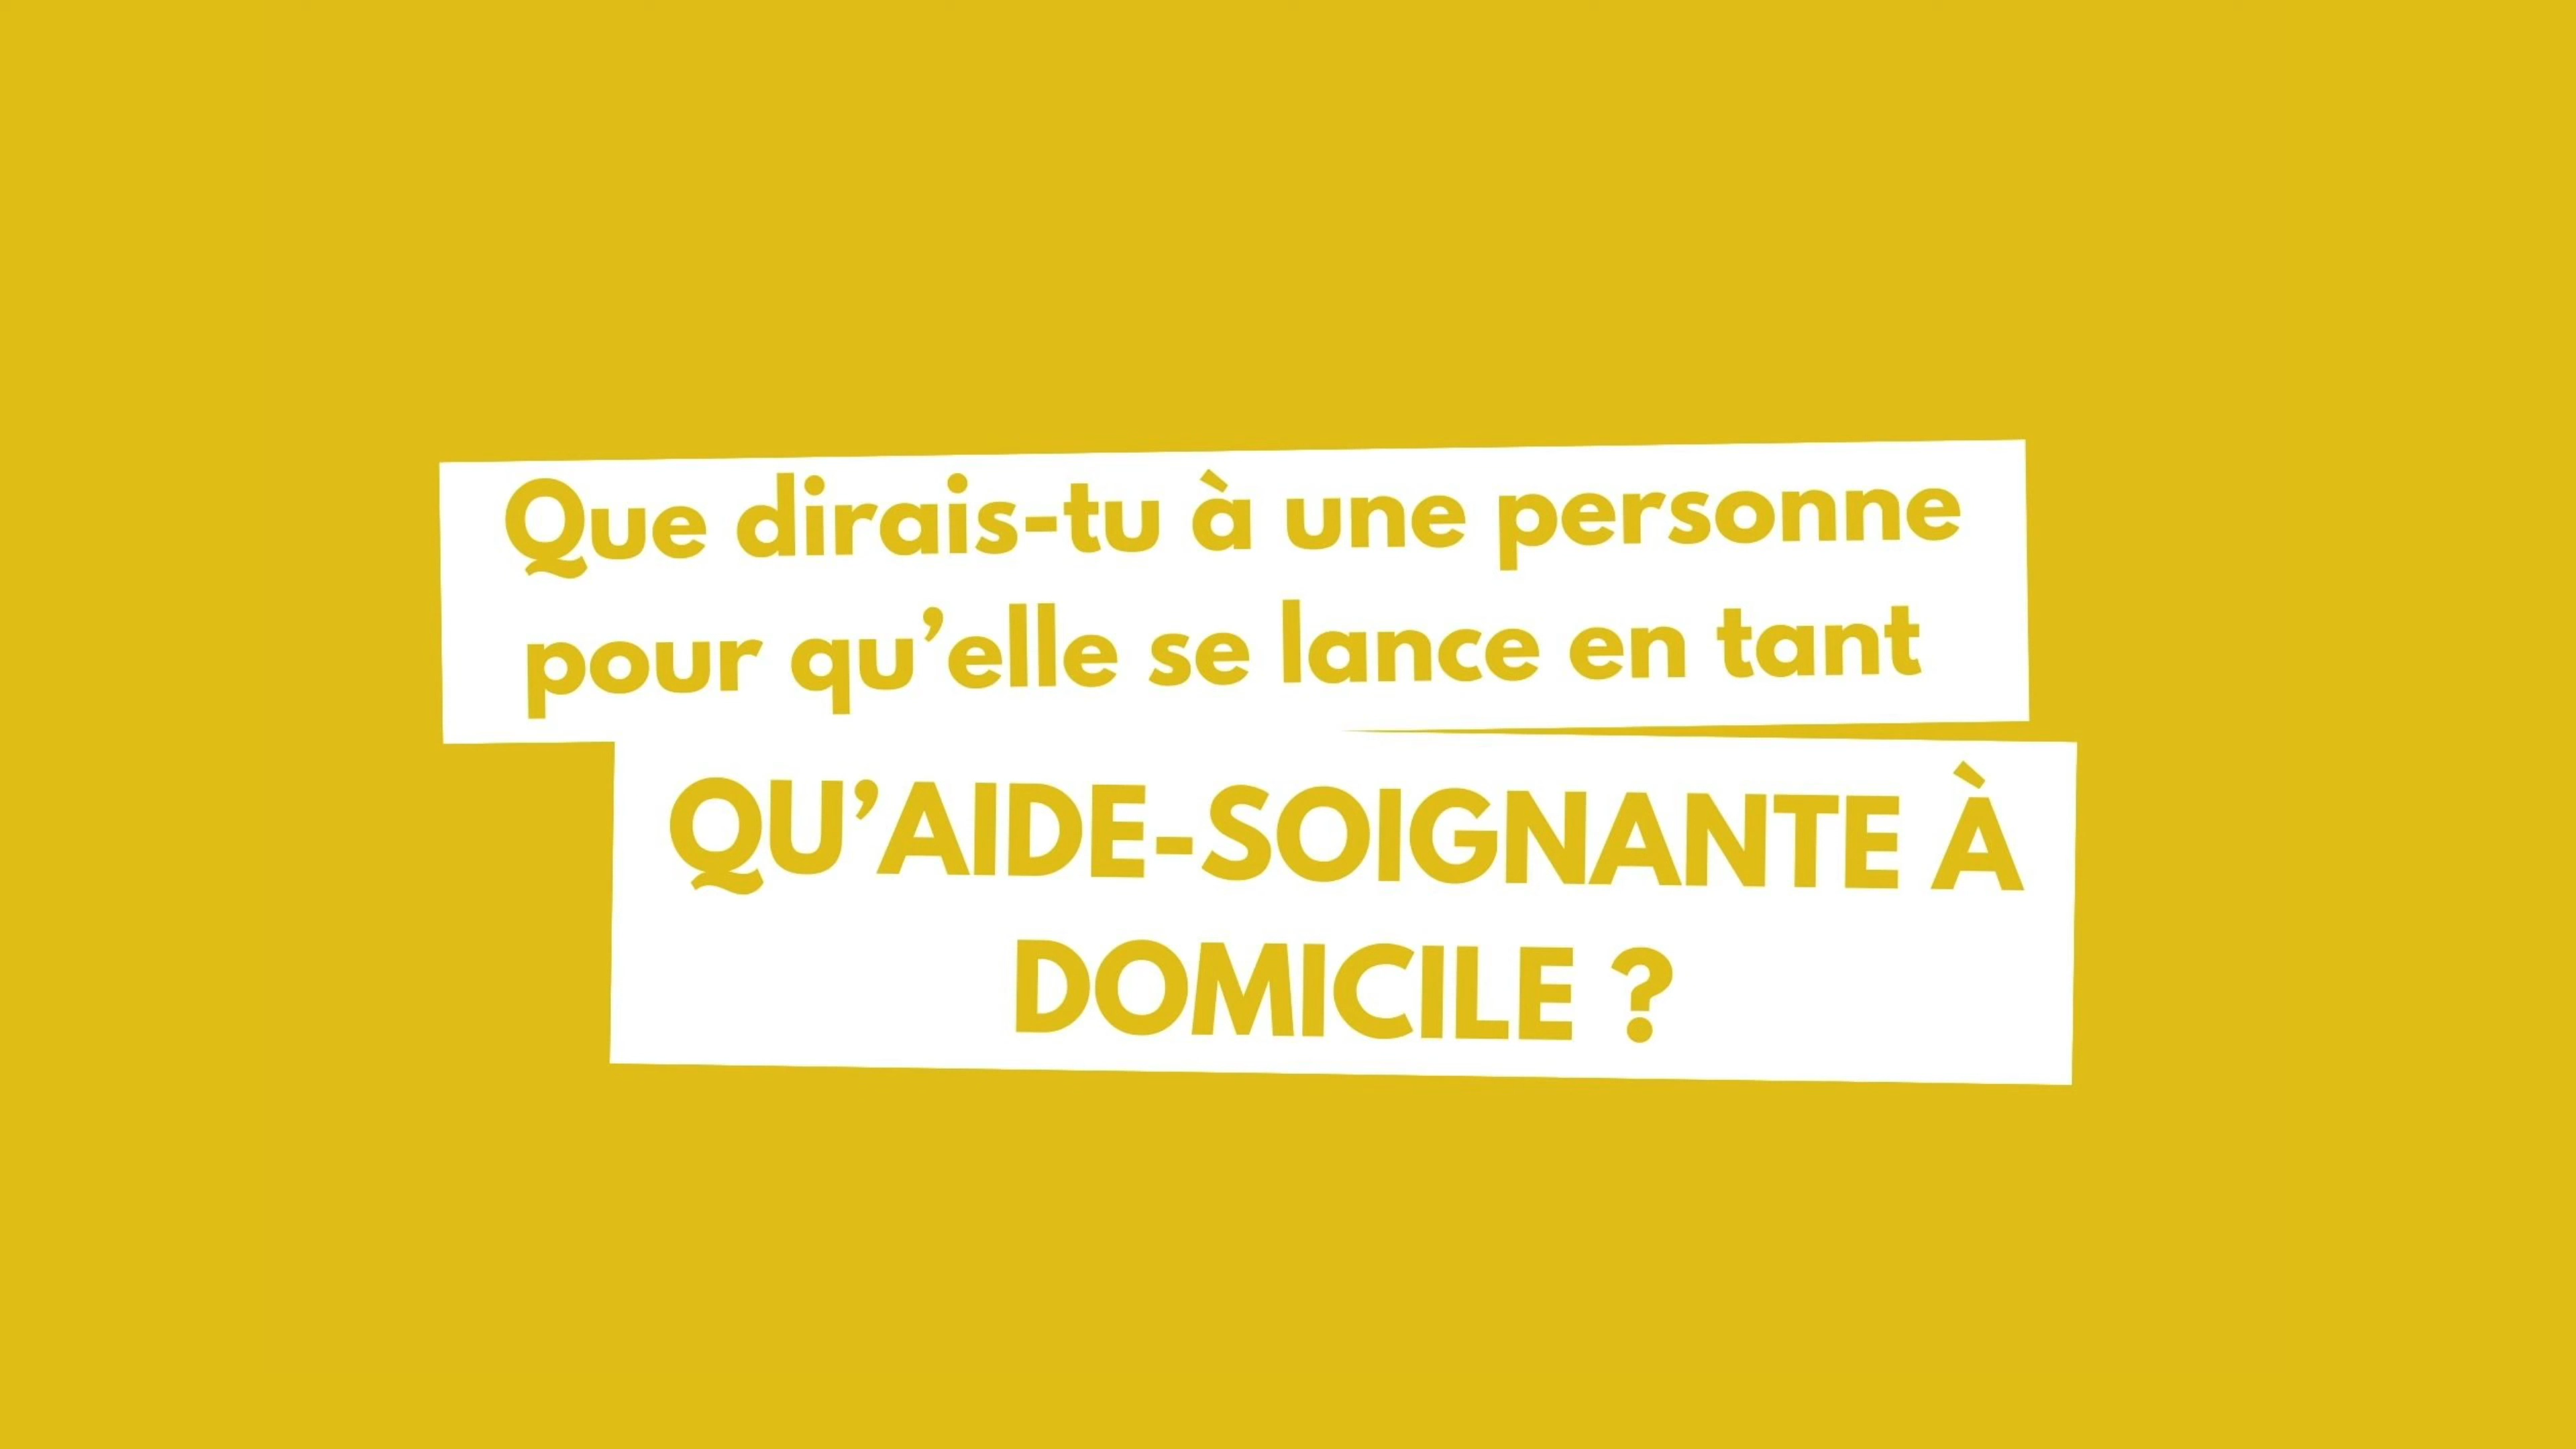 Que dirais-tu à une personne
pour qu’elle se lance en tant
QU’AIDE-SOIGNANTE À
DOMICILE ?